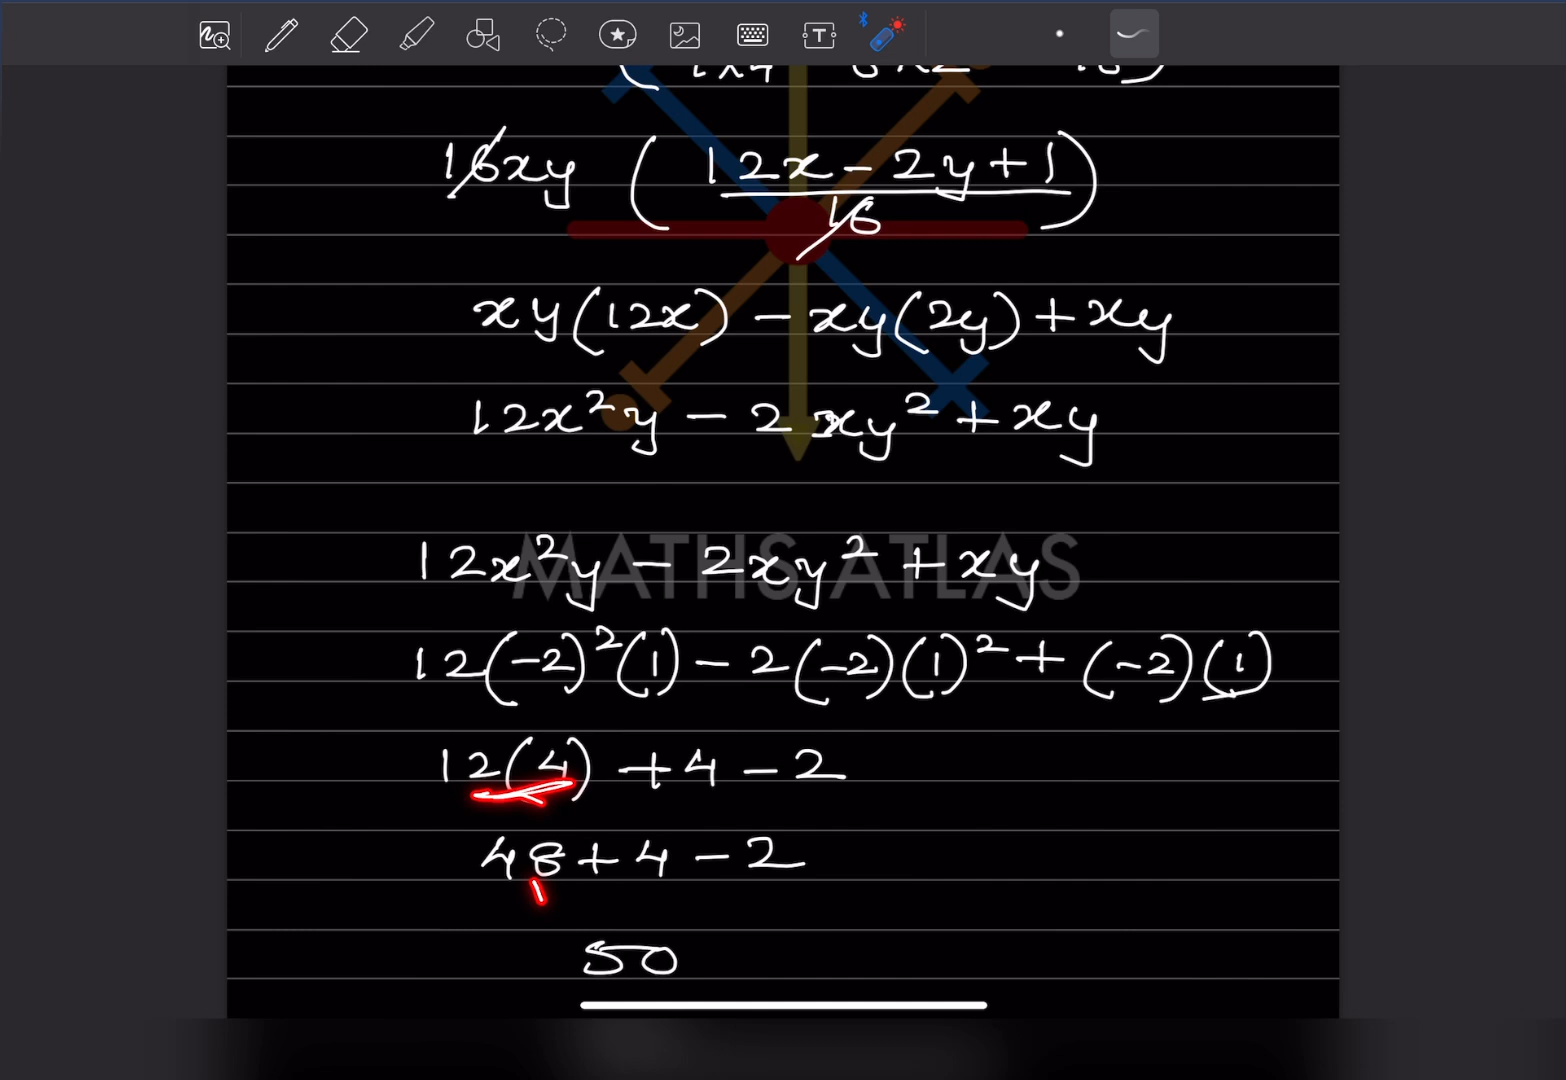 16xy ( 12x - 2y + 1 / 16 )
xy(12x) - xy(2y) + xy
12x²y - 2xy² + xy
MATHS ATLAS
12x²y - 2xy² + xy
12(-2)²(1) - 2(-2)(1)² + (-2)(1)
12(4) + 4 - 2
48 + 4 - 2
50